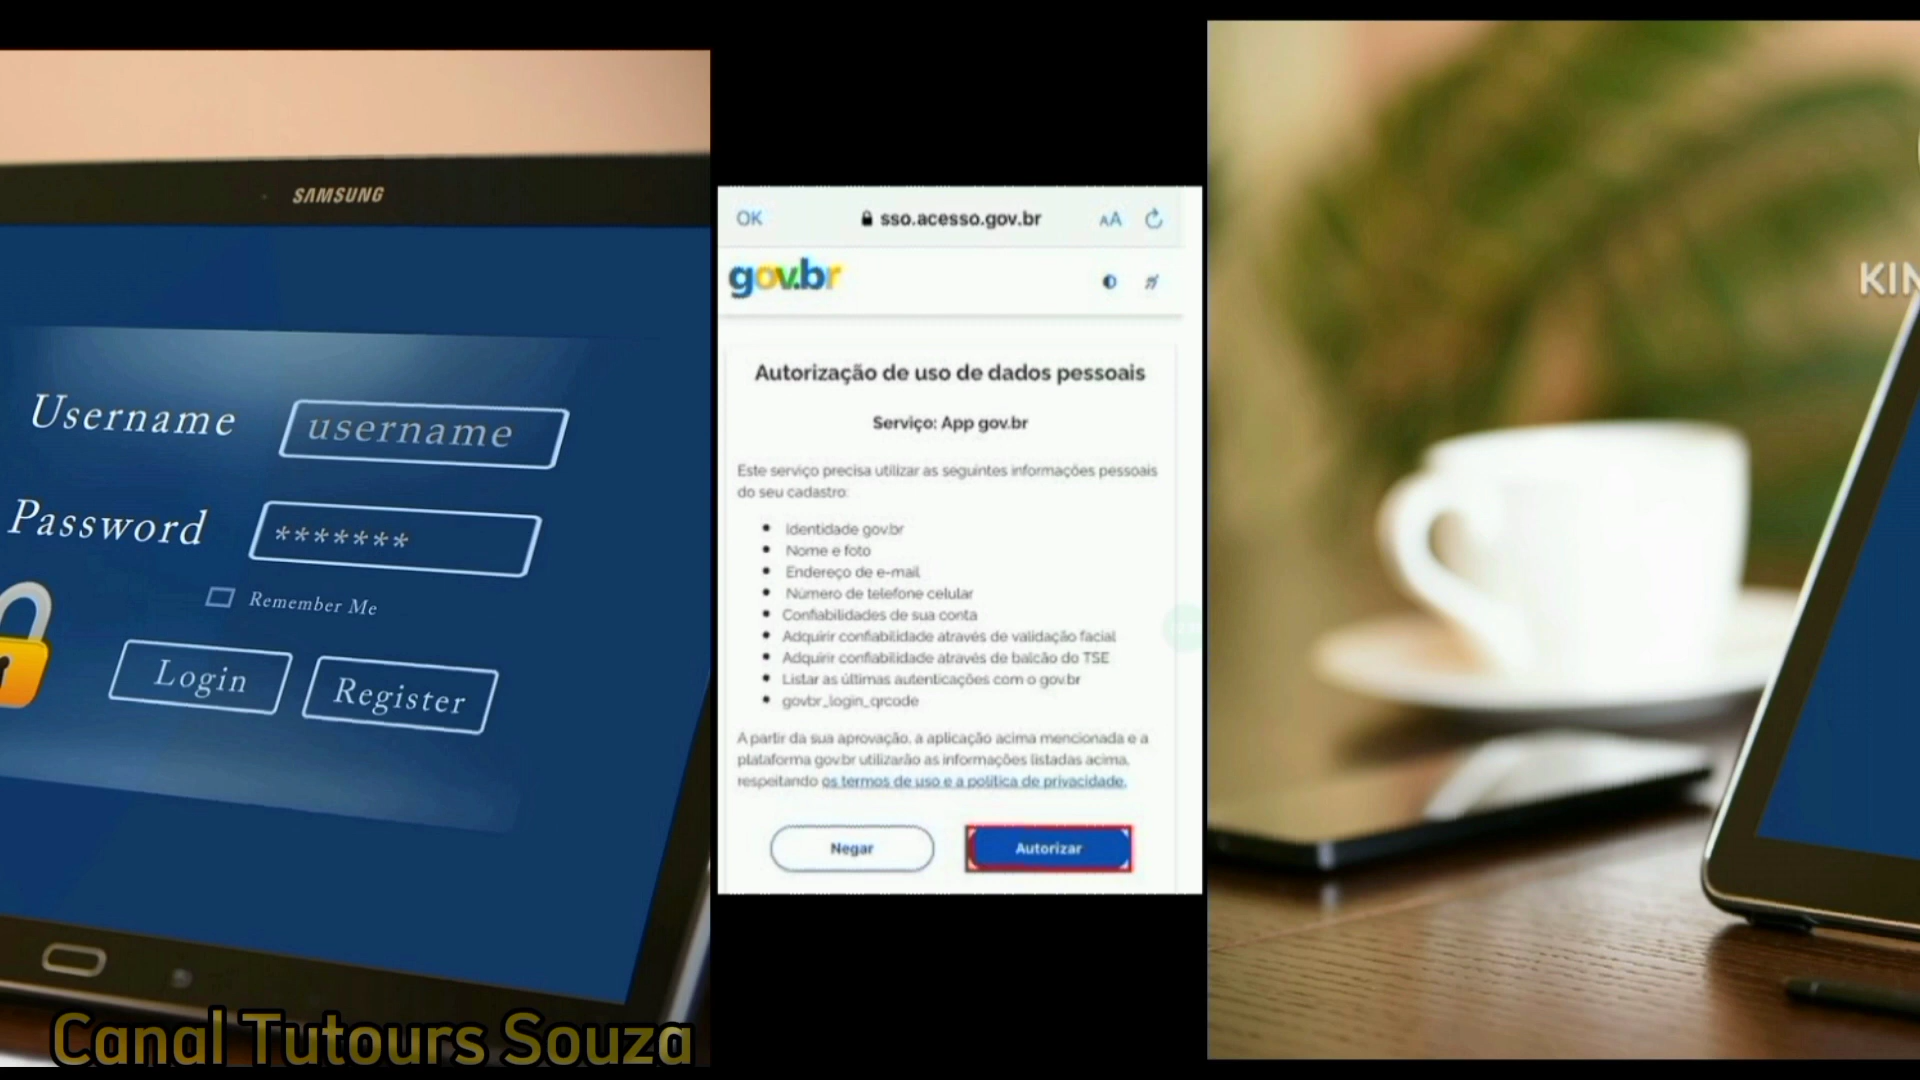 SAMSUNG
Username
username
Password
*******
Remember Me
Login
Register
Canal Tutours Souza
OK
sso.acesso.gov.br
AA
gov.br
Autorização de uso de dados pessoais
Serviço: App gov.br
Este serviço precisa utilizar as seguintes informações pessoais
do seu cadastro:
Identidade gov.br
Nome e foto
Endereço de e-mail
Número de telefone celular
Confiabilidades de sua conta
Adquirir confiabilidade através de validação facial
Adquirir confiabilidade através de balcão do TSE
Listar as últimas autenticações com o gov.br
govbr_login_qrcode
A partir da sua aprovação, a aplicação acima mencionada e a
plataforma gov.br utilizarão as informações listadas acima,
respeitando os termos de uso e a política de privacidade.
Negar
Autorizar
KIN